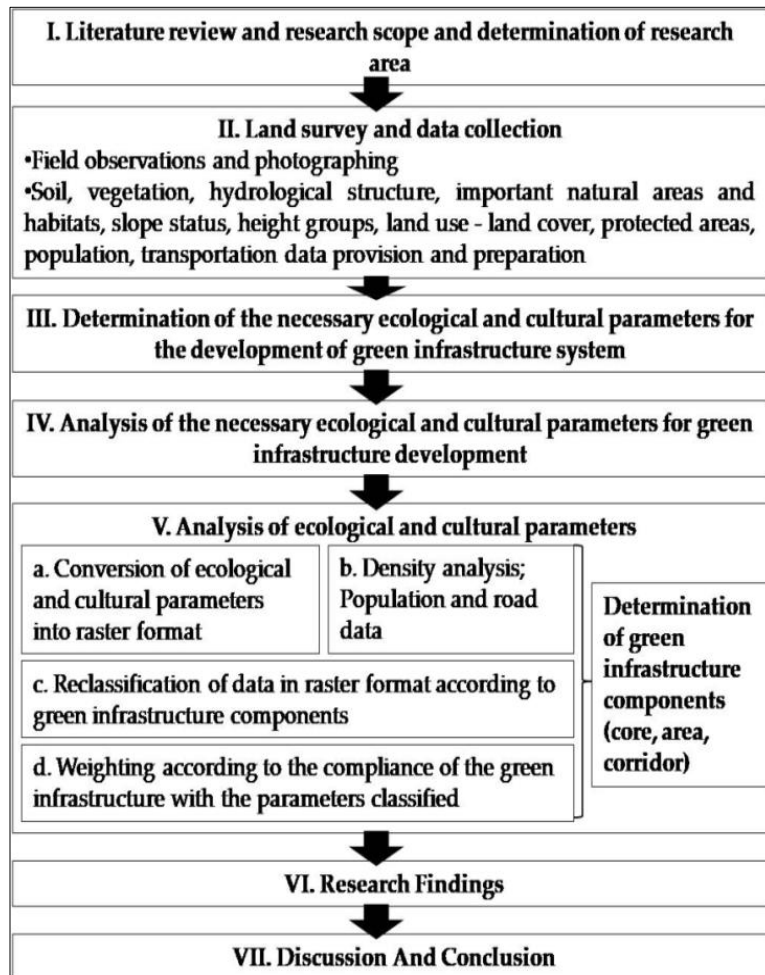 I. Literature review and research scope and determination of research
area
II. Land survey and data collection
•Field observations and photographing
•Soil, vegetation, hydrological structure, important natural areas and
habitats, slope status, height groups, land use - land cover, protected areas,
population, transportation data provision and preparation
III. Determination of the necessary ecological and cultural parameters for
the development of green infrastructure system
IV. Analysis of the necessary ecological and cultural parameters for green
infrastructure development
V. Analysis of ecological and cultural parameters
a. Conversion of ecological
and cultural parameters
into raster format
b. Density analysis;
Population and road
data
c. Reclassification of data in raster format according to
green infrastructure components
d. Weighting according to the compliance of the green
infrastructure with the parameters classified
Determination
of green
infrastructure
components
(core, area,
corridor)
VI. Research Findings
VII. Discussion And Conclusion